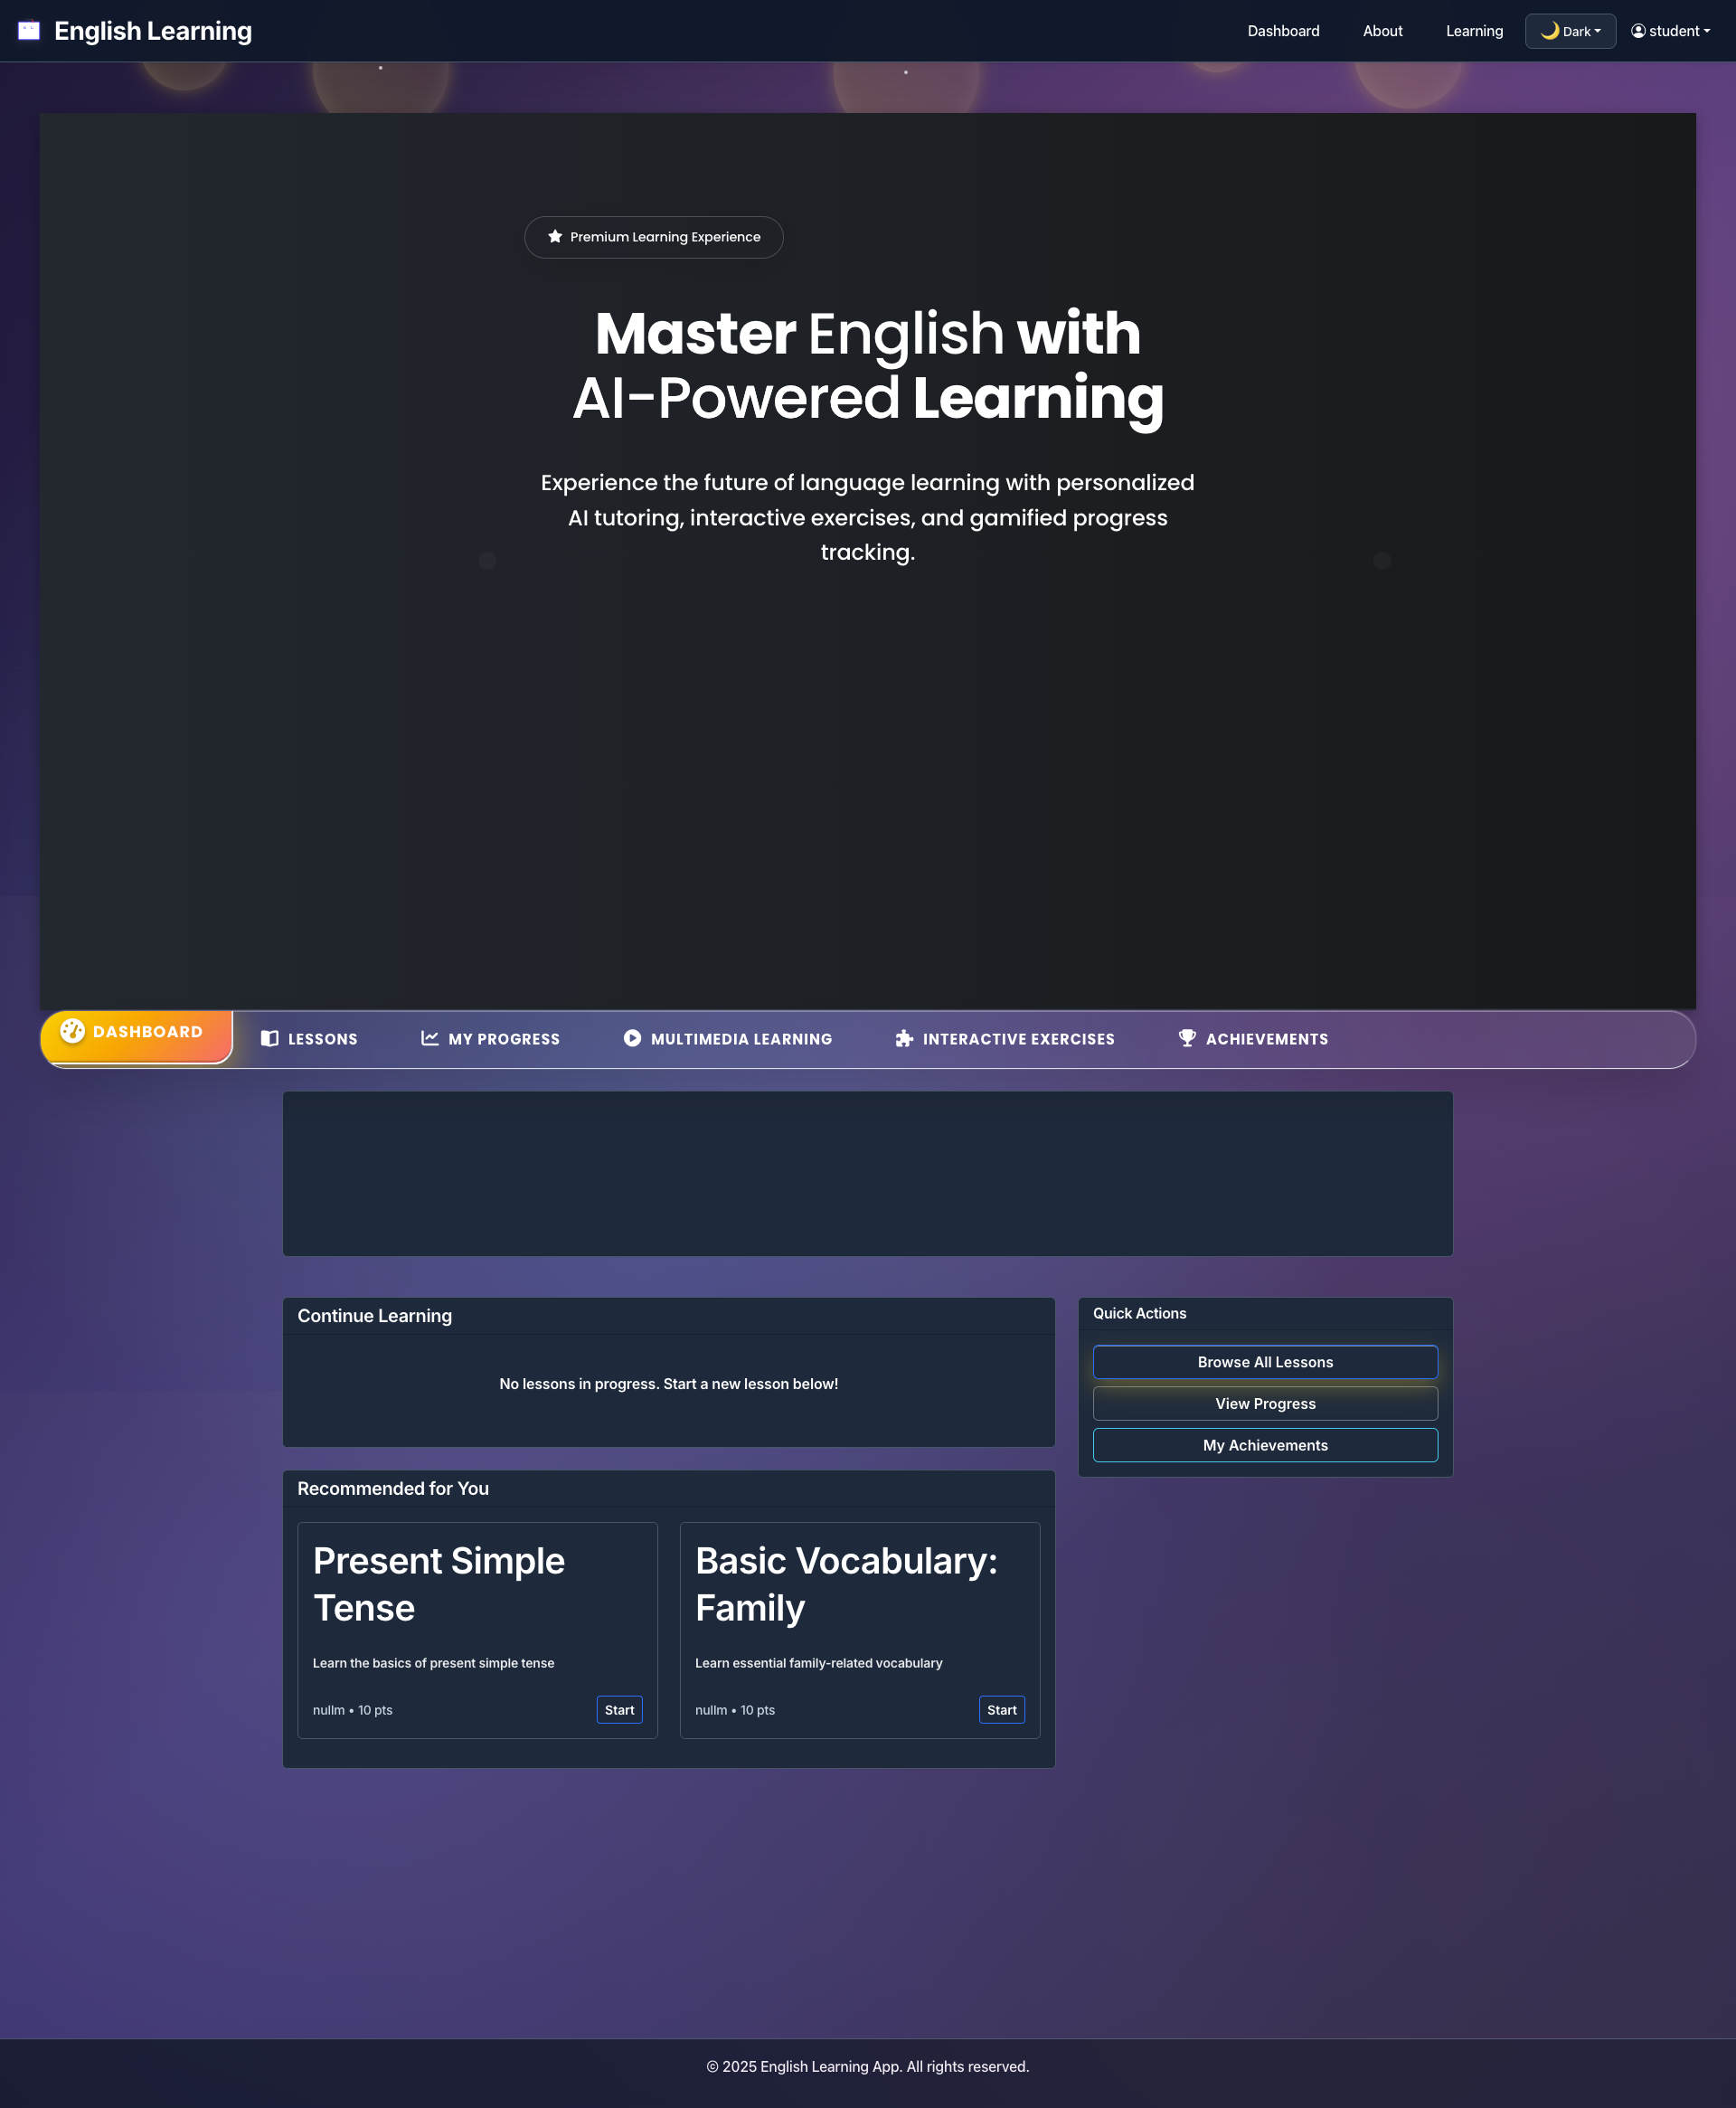 English Learning
Dashboard
About
Learning
Dark
student
Premium Learning Experience
Master English with
AI-Powered Learning
Experience the future of language learning with personalized
AI tutoring, interactive exercises, and gamified progress
tracking.
DASHBOARD
LESSONS
MY PROGRESS
MULTIMEDIA LEARNING
INTERACTIVE EXERCISES
ACHIEVEMENTS
Continue Learning
No lessons in progress. Start a new lesson below!
Quick Actions
Browse All Lessons
View Progress
My Achievements
Recommended for You
Present Simple
Tense
Learn the basics of present simple tense
nullm • 10 pts
Start
Basic Vocabulary:
Family
Learn essential family-related vocabulary
nullm • 10 pts
Start
© 2025 English Learning App. All rights reserved.